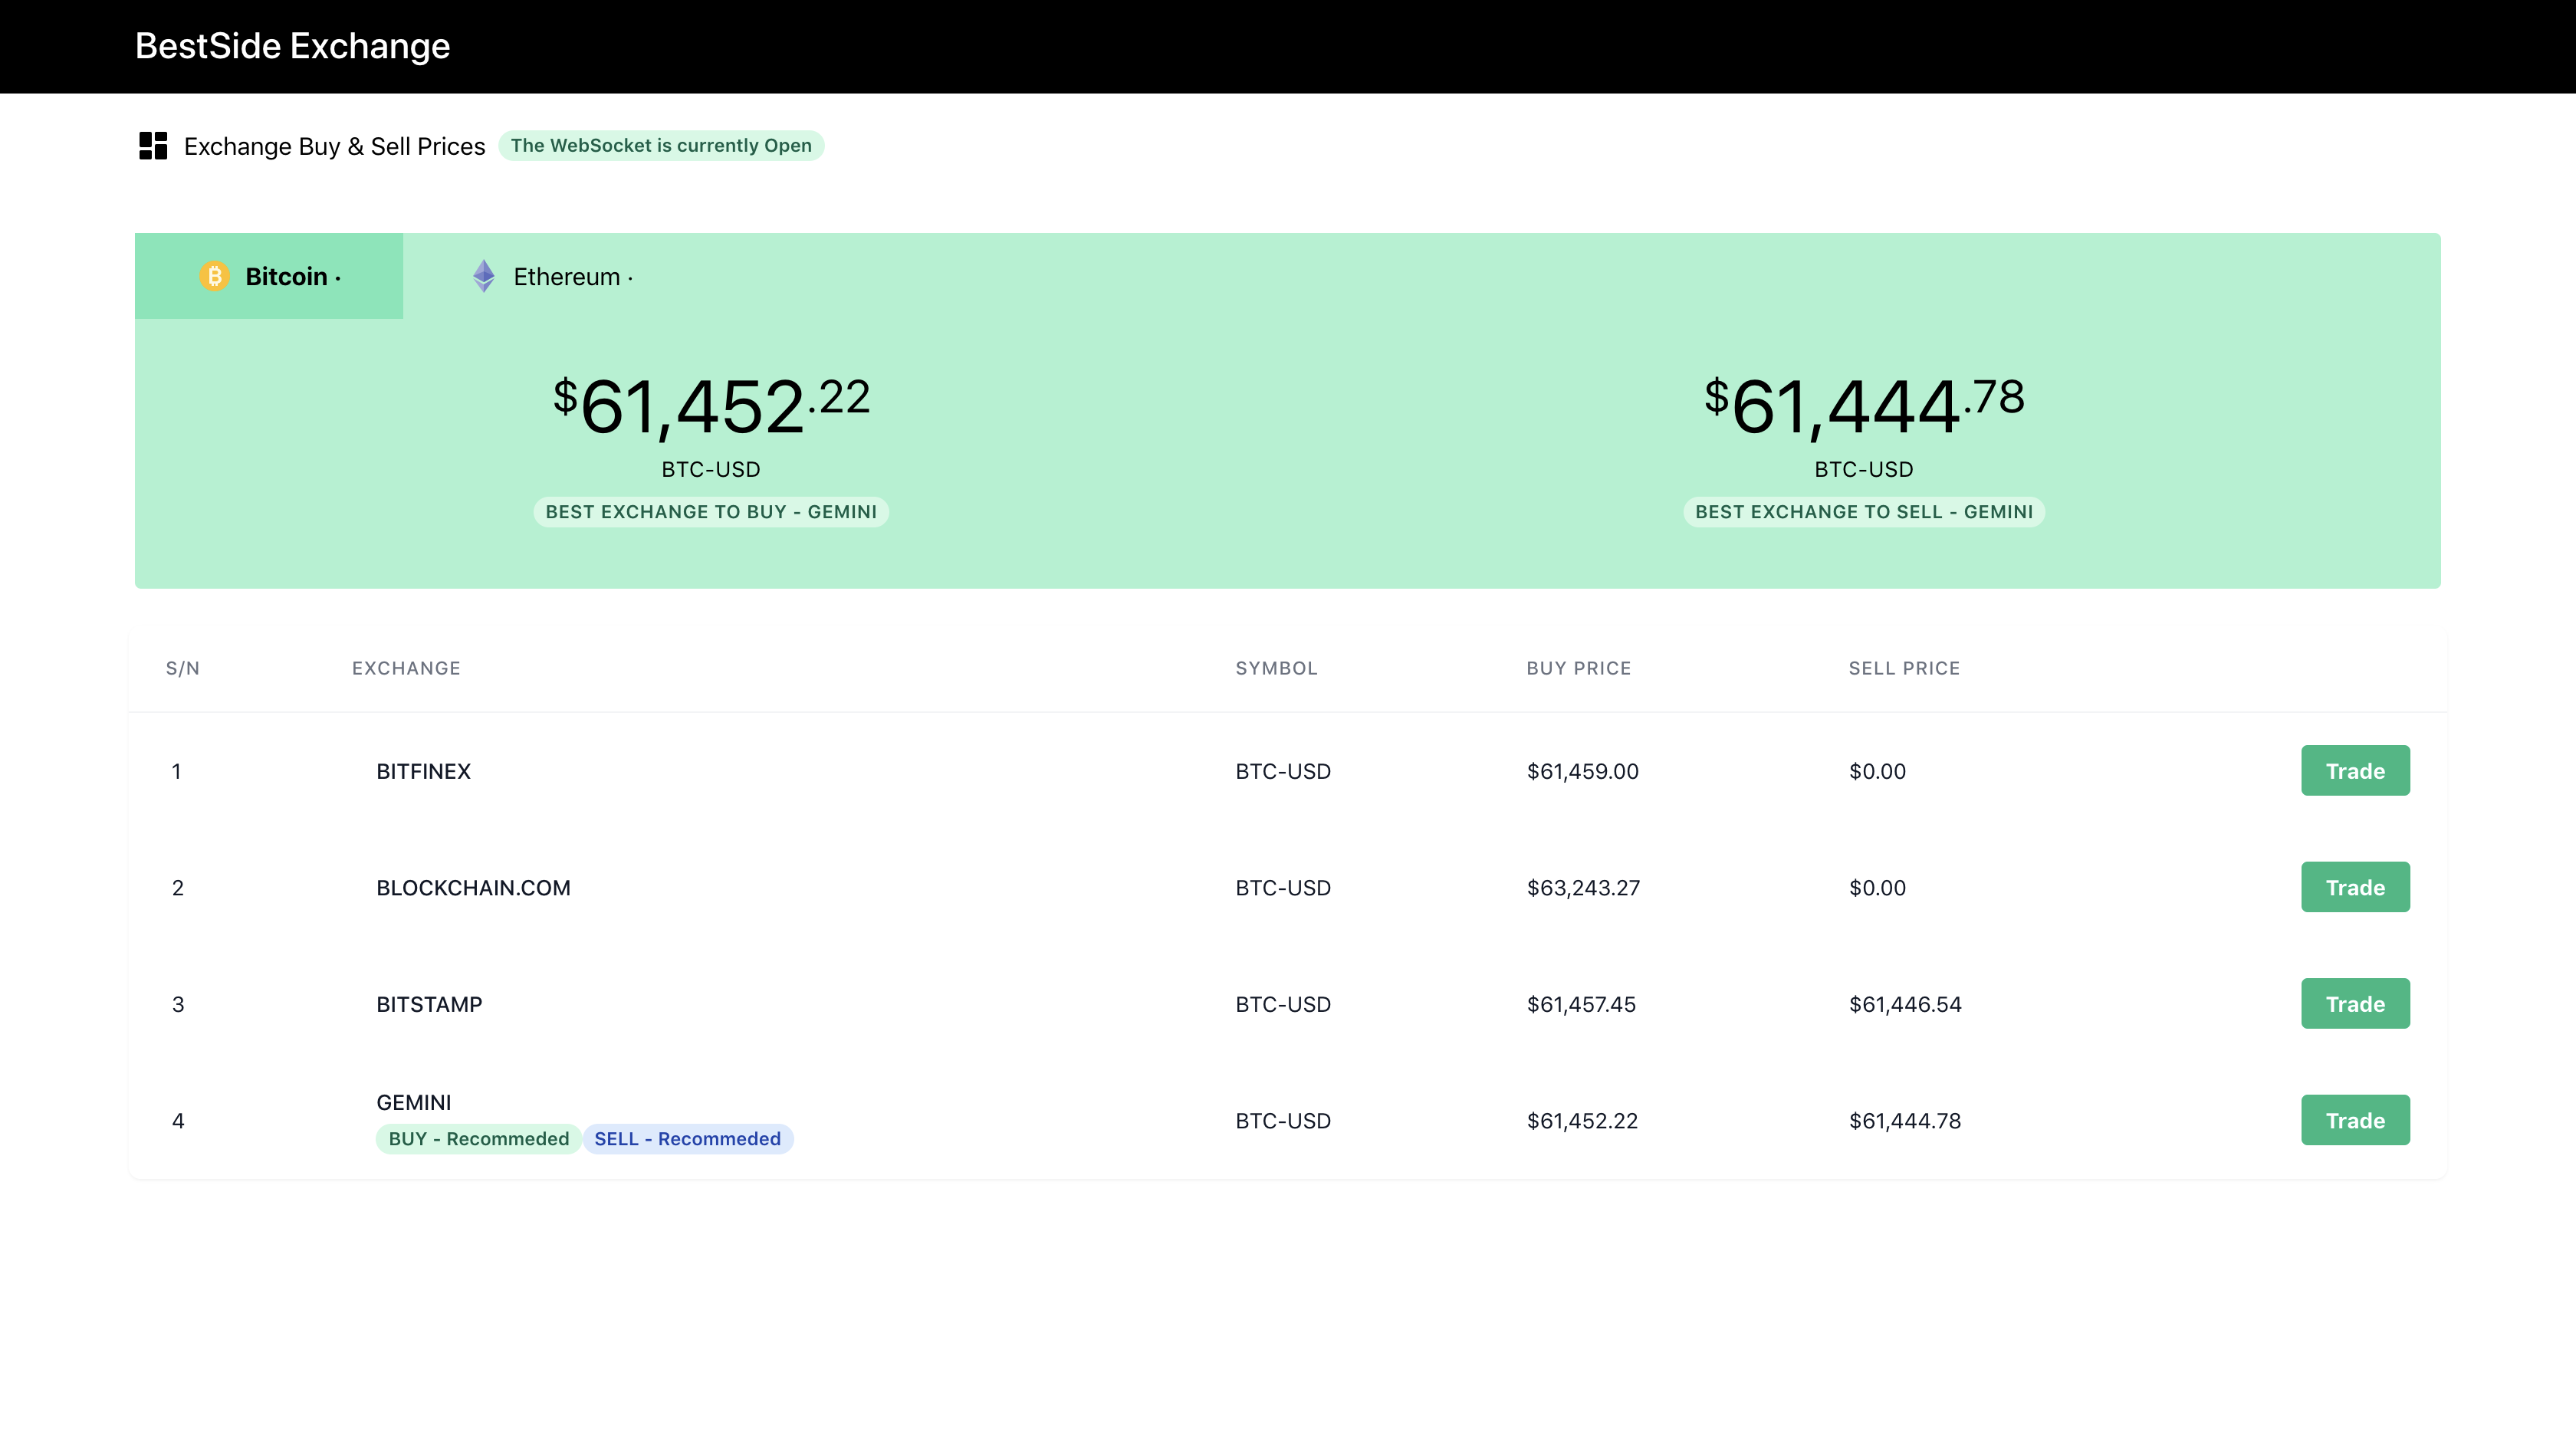 BestSide Exchange
Exchange Buy & Sell Prices The WebSocket is currently Open
Bitcoin · Ethereum ·
$61,452.22 $61,444.78
BTC-USD BTC-USD
BEST EXCHANGE TO BUY - GEMINI BEST EXCHANGE TO SELL - GEMINI
S/N EXCHANGE SYMBOL BUY PRICE SELL PRICE
1 BITFINEX BTC-USD $61,459.00 $0.00 Trade
2 BLOCKCHAIN.COM BTC-USD $63,243.27 $0.00 Trade
3 BITSTAMP BTC-USD $61,457.45 $61,446.54 Trade
4 GEMINI BTC-USD $61,452.22 $61,444.78 Trade
BUY - Recommeded SELL - Recommeded